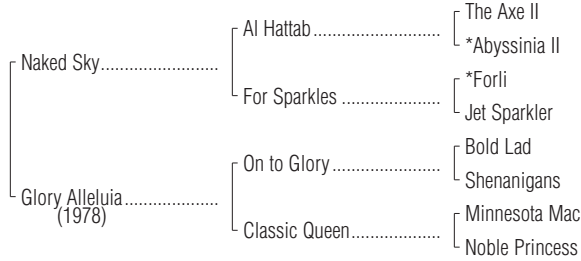 The Axe II
Al Hattab
*Abyssinia II
Naked Sky
*Forli
For Sparkles
Jet Sparkler
Bold Lad
On to Glory
Shenanigans
Glory Alleluia
(1978)
Minnesota Mac
Classic Queen
Noble Princess